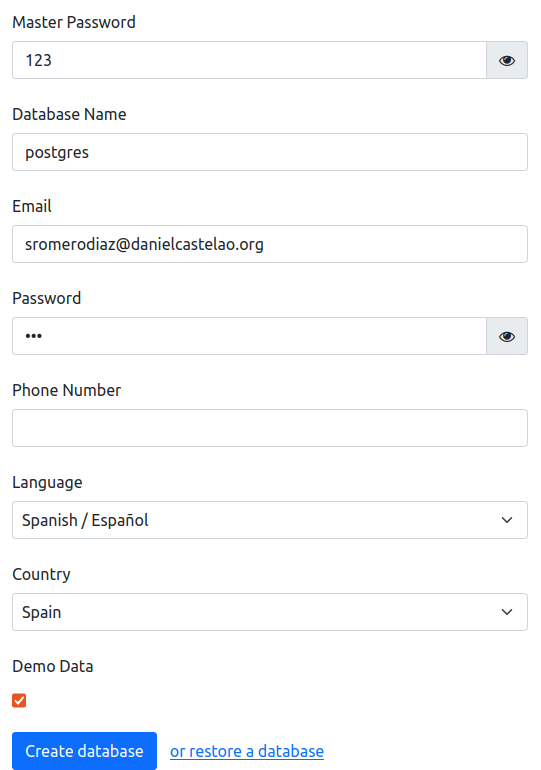 Master Password
123
Database Name
postgres
Email
sromerodiaz@danielcastelao.org
Password
•••
Phone Number
Language
Spanish / Español
Country
Spain
Demo Data
Create database or restore a database